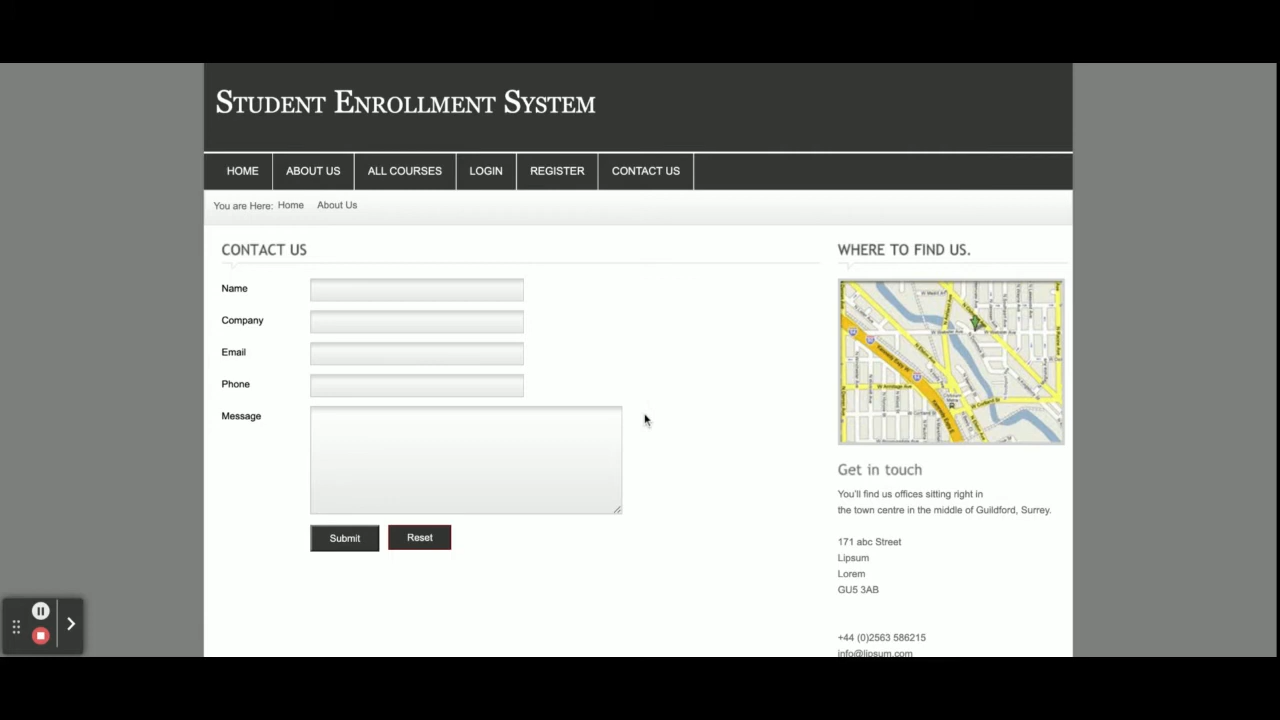 Student Enrollment System
HOME
ABOUT US
ALL COURSES
LOGIN
REGISTER
CONTACT US
You are Here: Home About Us
CONTACT US
Name
Company
Email
Phone
Message
Submit
Reset
WHERE TO FIND US.
Get in touch
You'll find us offices sitting right in
the town centre in the middle of Guildford, Surrey.
171 abc Street
Lipsum
Lorem
GU5 3AB
+44 (0)2563 586215
info@lipsum.com